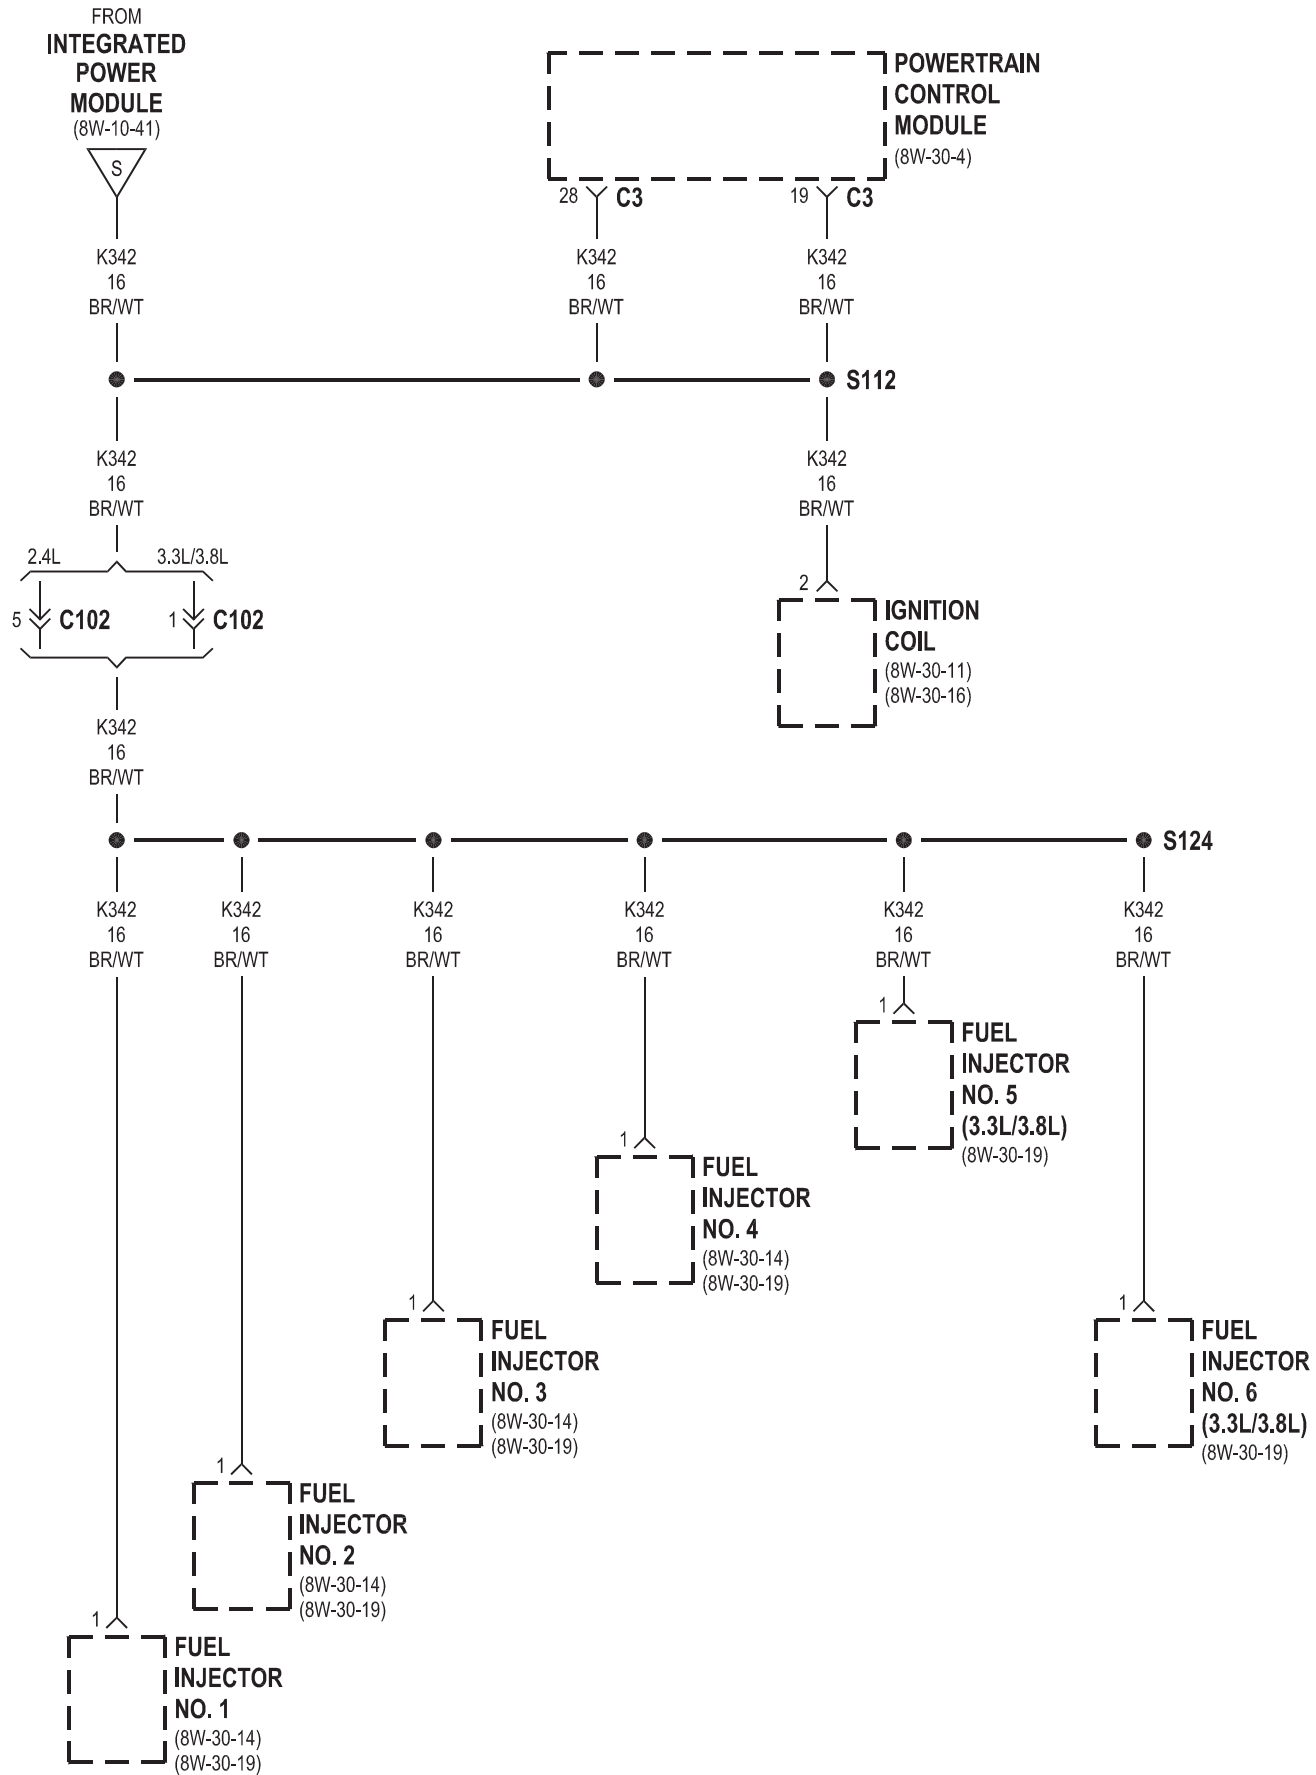 FROM
INTEGRATED
POWER
MODULE
(8W-10-41)
S
POWERTRAIN
CONTROL
MODULE
(8W-30-4)
28 C3
19 C3
K342
16
BR/WT
K342
16
BR/WT
K342
16
BR/WT
S112
K342
16
BR/WT
K342
16
BR/WT
2.4L
3.3L/3.8L
5 C102
1 C102
2
IGNITION
COIL
(8W-30-11)
(8W-30-16)
K342
16
BR/WT
S124
K342
16
BR/WT
K342
16
BR/WT
K342
16
BR/WT
K342
16
BR/WT
K342
16
BR/WT
K342
16
BR/WT
1
FUEL
INJECTOR
NO. 5
(3.3L/3.8L)
(8W-30-19)
1
FUEL
INJECTOR
NO. 4
(8W-30-14)
(8W-30-19)
1
FUEL
INJECTOR
NO. 3
(8W-30-14)
(8W-30-19)
1
FUEL
INJECTOR
NO. 6
(3.3L/3.8L)
(8W-30-19)
1
FUEL
INJECTOR
NO. 2
(8W-30-14)
(8W-30-19)
1
FUEL
INJECTOR
NO. 1
(8W-30-14)
(8W-30-19)